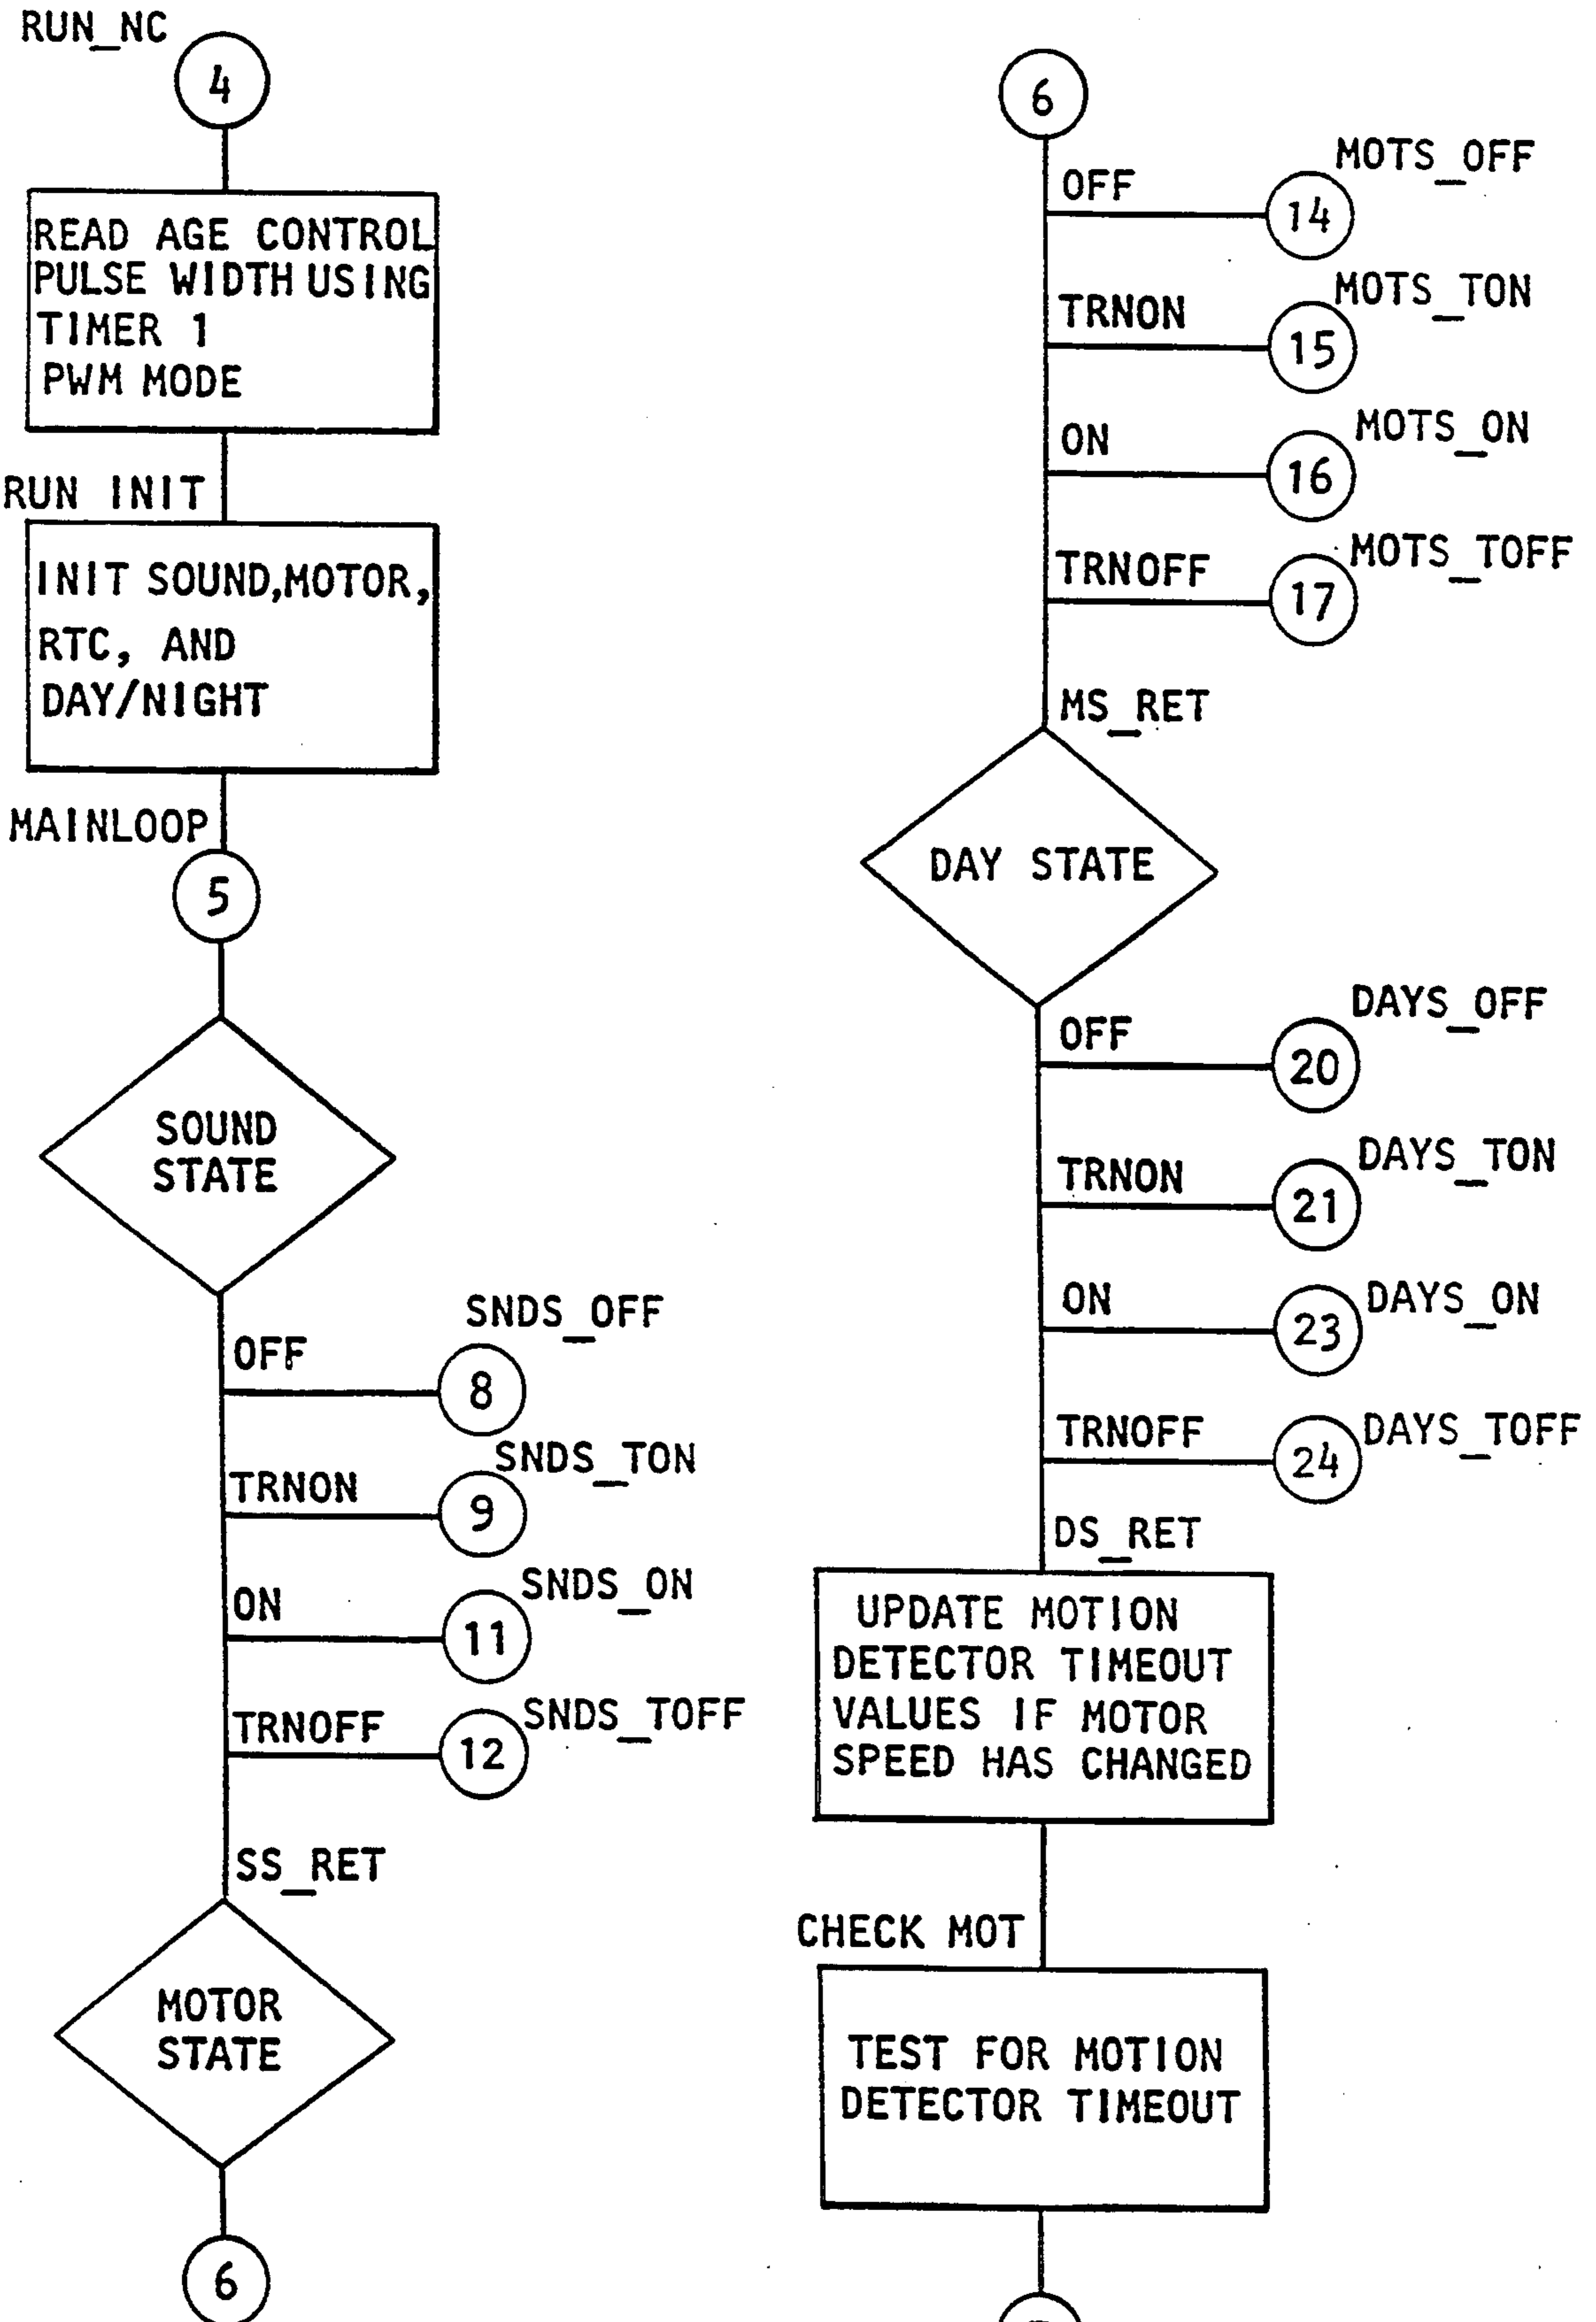 RUN_NC
4
READ AGE CONTROL
PULSE WIDTH USING
TIMER 1
PWM MODE
RUN INIT
INIT SOUND,MOTOR,
RTC, AND
DAY/NIGHT
MAINLOOP
5
SOUND
STATE
SNDS_OFF
OFF
8
SNDS_TON
TRNON
9
SNDS_ON
ON
11
SNDS_TOFF
TRNOFF
12
SS_RET
MOTOR
STATE
6
6
MOTS_OFF
OFF
14
MOTS_TON
TRNON
15
MOTS_ON
ON
16
MOTS_TOFF
TRNOFF
17
MS_RET
DAY STATE
DAYS_OFF
OFF
20
DAYS_TON
TRNON
21
DAYS_ON
ON
23
DAYS_TOFF
TRNOFF
24
DS_RET
UPDATE MOTION
DETECTOR TIMEOUT
VALUES IF MOTOR
SPEED HAS CHANGED
CHECK MOT
TEST FOR MOTION
DETECTOR TIMEOUT